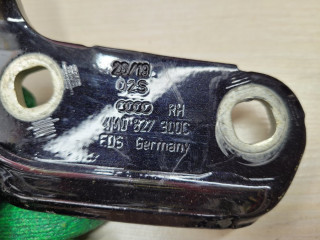 20/19
02S
RH
4M0 827 300C
EDS Germany